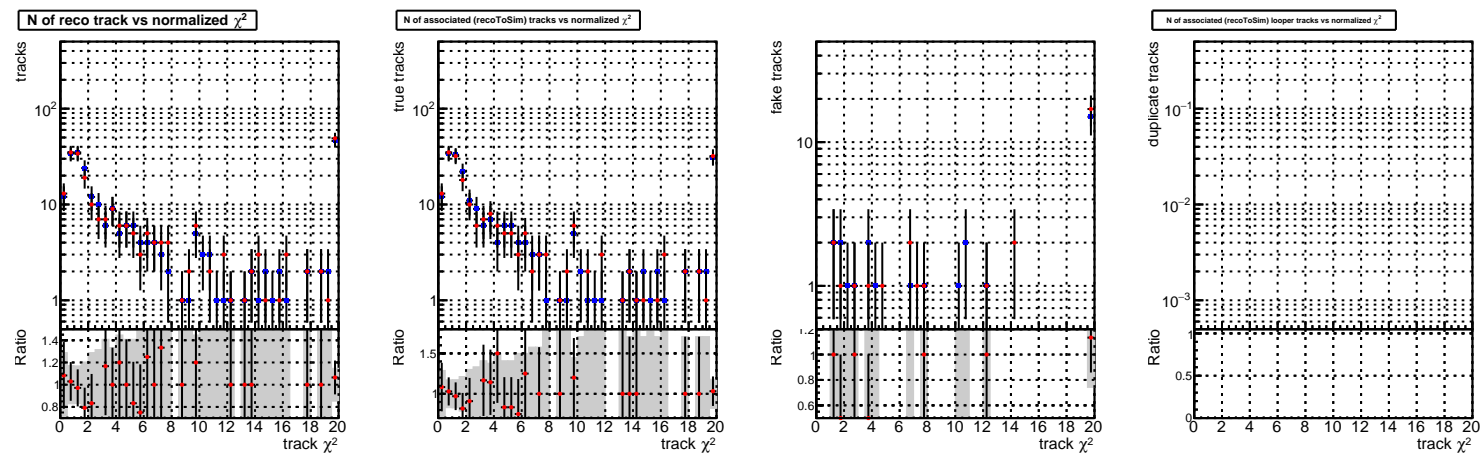 N of reco track vs normalized χ²
tracks
10²
10
1
Ratio
1.4
1.2
1
0.8
0 2 4 6 8 10 12 14 16 18 20
track χ²
N of associated (recoToSim) tracks vs normalized χ²
true tracks
10²
10
1
Ratio
1.5
1
0 2 4 6 8 10 12 14 16 18 20
track χ²
fake tracks
10
1
Ratio
1.2
1
0.8
0.6
0 2 4 6 8 10 12 14 16 18 20
track χ²
N of associated (recoToSim) looper tracks vs normalized χ²
duplicate tracks
10⁻¹
10⁻²
10⁻³
Ratio
1
0.5
0
0 2 4 6 8 10 12 14 16 18 20
track χ²